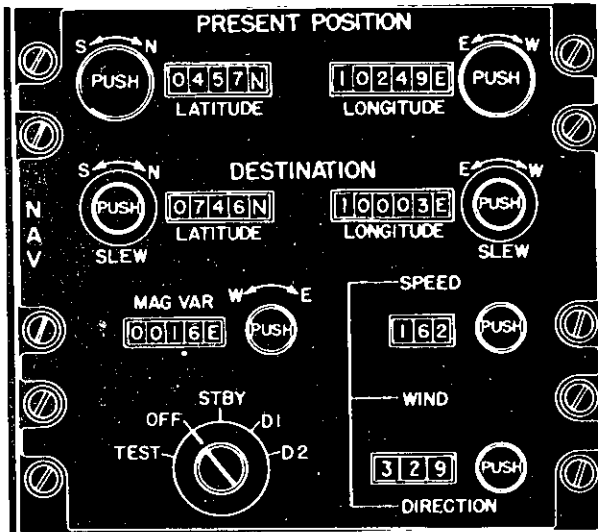 PRESENT POSITION
S N E W
PUSH 0457N 10249E PUSH
LATITUDE LONGITUDE
DESTINATION
S N E W
PUSH 0746N 10003E PUSH
LATITUDE LONGITUDE
SLEW SLEW
NAV
MAG VAR W E SPEED
0016E PUSH 162 PUSH
STBY WIND
OFF D1
TEST D2 329 PUSH
DIRECTION